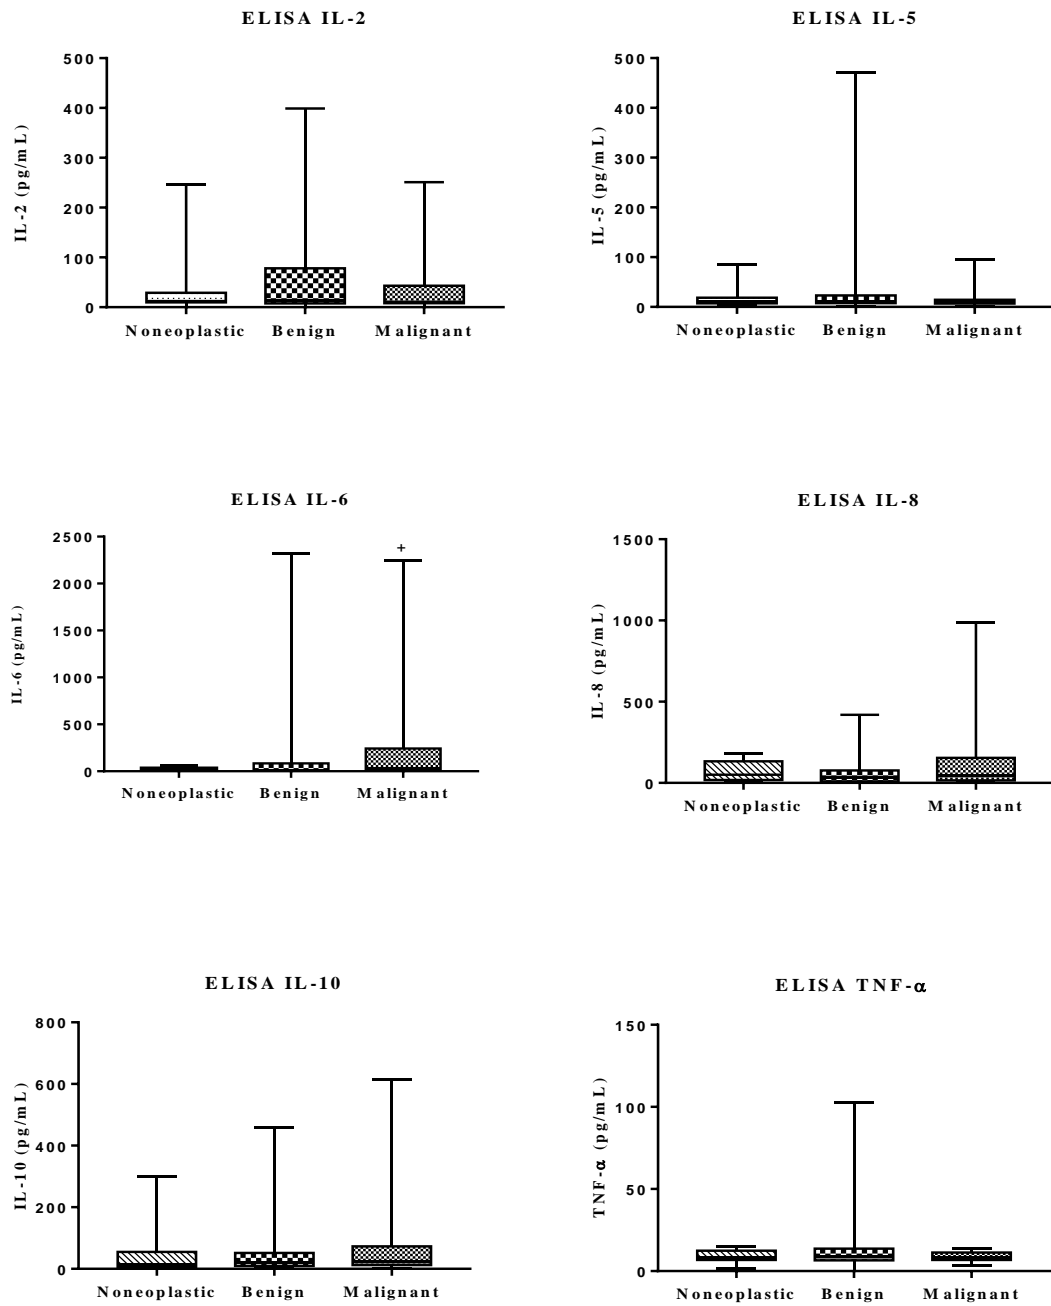 ELISA IL-2
500
400
300
200
100
0
IL-2 (pg/mL)
Noneoplastic Benign Malignant
ELISA IL-5
500
400
300
200
100
0
IL-5 (pg/mL)
Noneoplastic Benign Malignant
ELISA IL-6
2500
2000
1500
1000
500
0
IL-6 (pg/mL)
+
Noneoplastic Benign Malignant
ELISA IL-8
1500
1000
500
0
IL-8 (pg/mL)
Noneoplastic Benign Malignant
ELISA IL-10
800
600
400
200
0
IL-10 (pg/mL)
Noneoplastic Benign Malignant
ELISA TNF-α
150
100
50
0
TNF-α (pg/mL)
Noneoplastic Benign Malignant